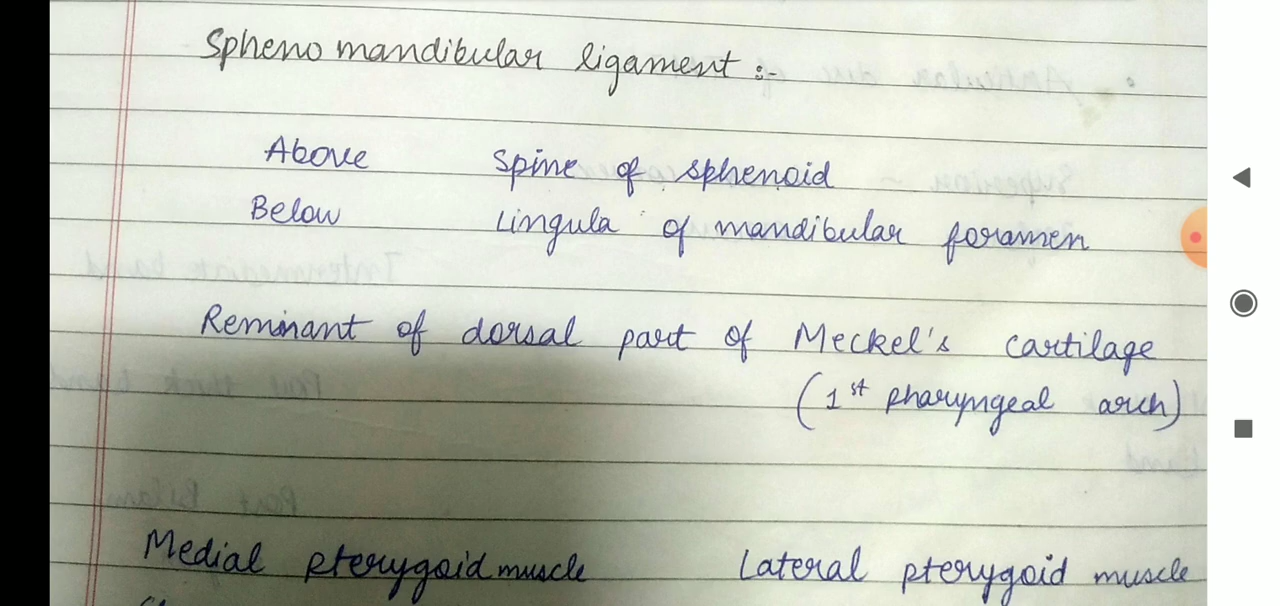 Spheno mandibular ligament :-
Above Spine of sphenoid
Below Lingula of mandibular foramen
Remnant of dorsal part of Meckel's cartilage
(1st pharyngeal arch)
Medial pterygoid muscle Lateral pterygoid muscle